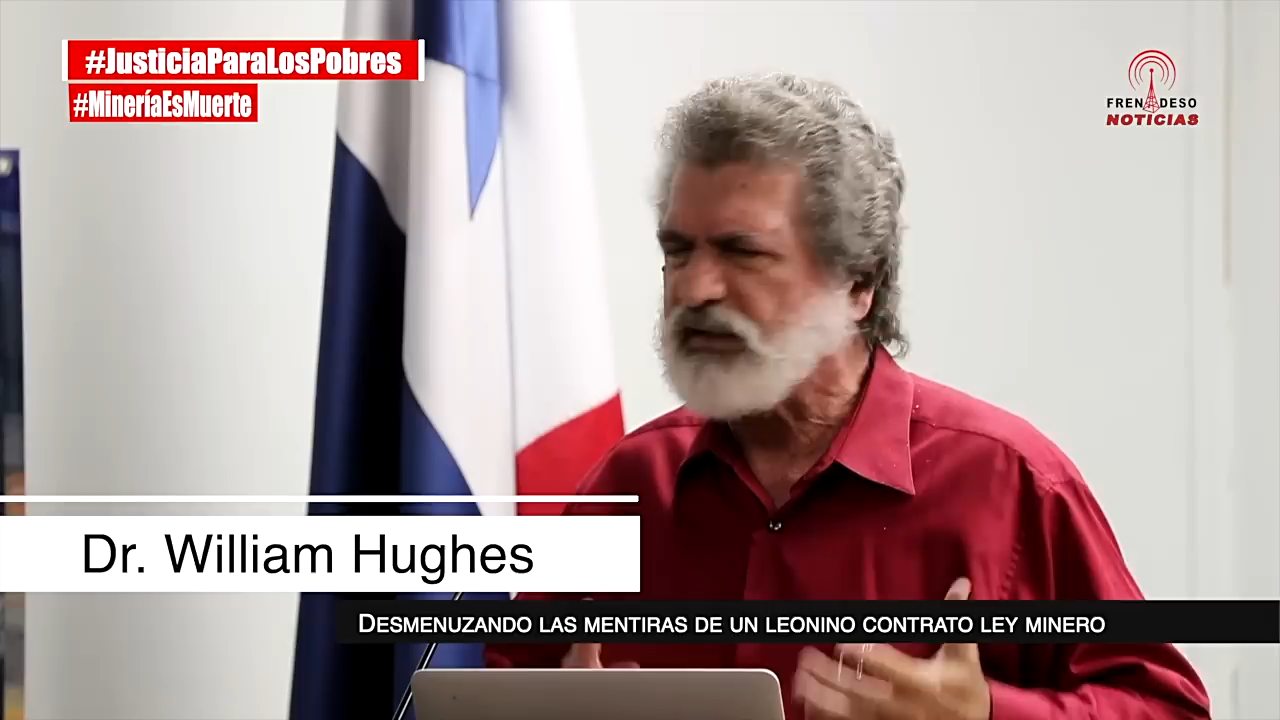 #JusticiaParaLosPobres
#MineríaEsMuerte
FRENADESO
NOTICIAS
Dr. William Hughes
DESMENUZANDO LAS MENTIRAS DE UN LEONINO CONTRATO LEY MINERO